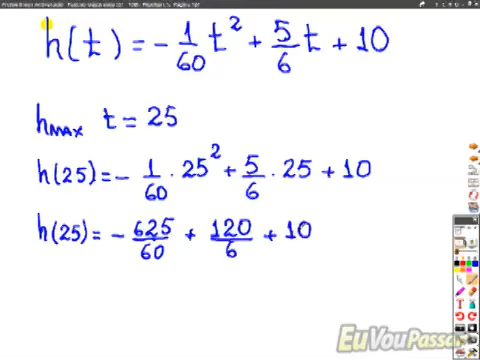 h(t) = - 1/60 t² + 5/6 t + 10
hMAX t = 25
h(25) = - 1/60 · 25² + 5/6 · 25 + 10
h(25) = - 625/60 + 120/6 + 10
EuVouPassar